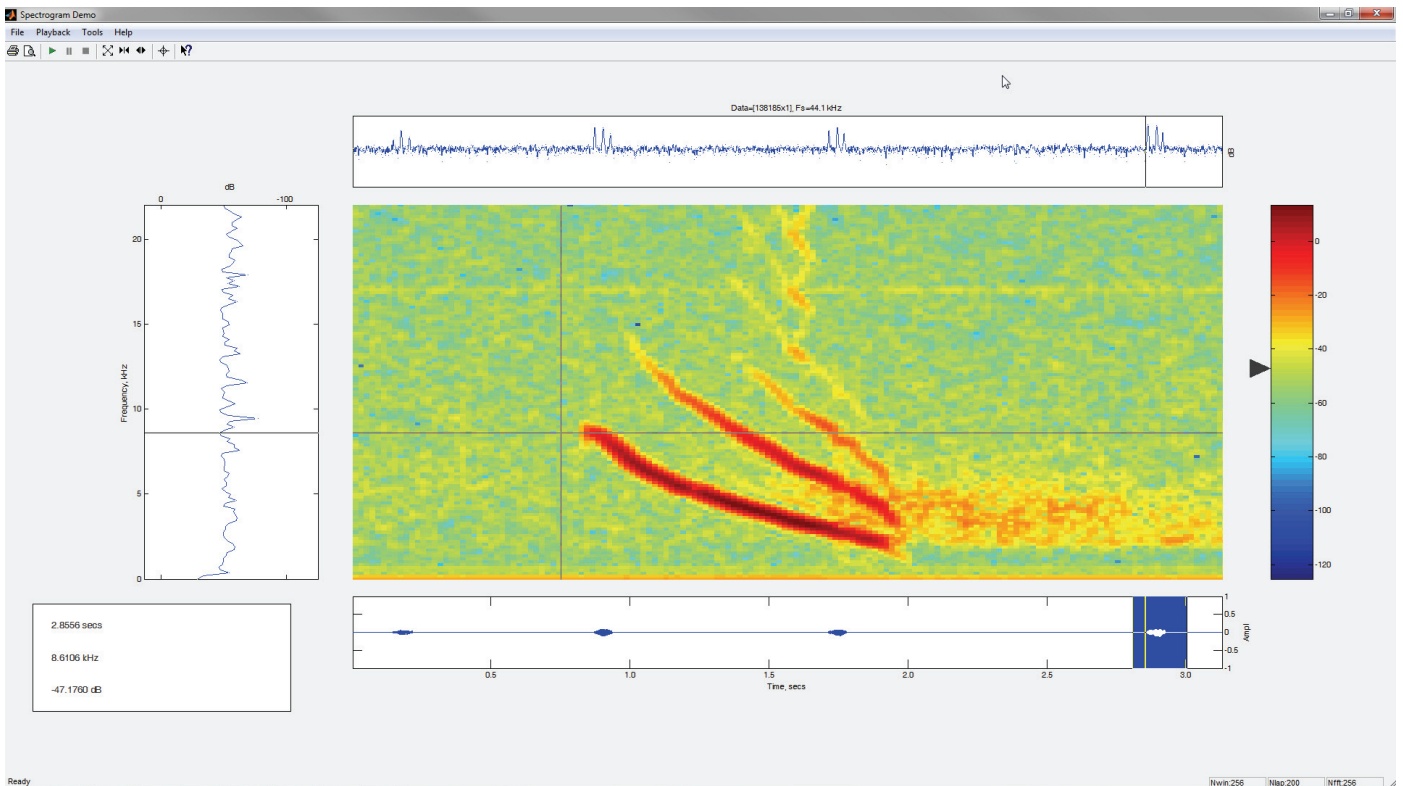 Spectrogram Demo
File Playback Tools Help
Data=[138185x1], Fs=44.1 kHz
dB
dB
0 -100
20
15
10
5
0
Frequency, kHz
0
-20
-40
-60
-80
-100
-120
1
0.5
0
-0.5
-1
Ampl
0.5 1.0 1.5 2.0 2.5 3.0
Time, secs
2.8556 secs
8.6106 kHz
-47.1760 dB
Ready
Nwin:256 Nlap:200 Nfft:256